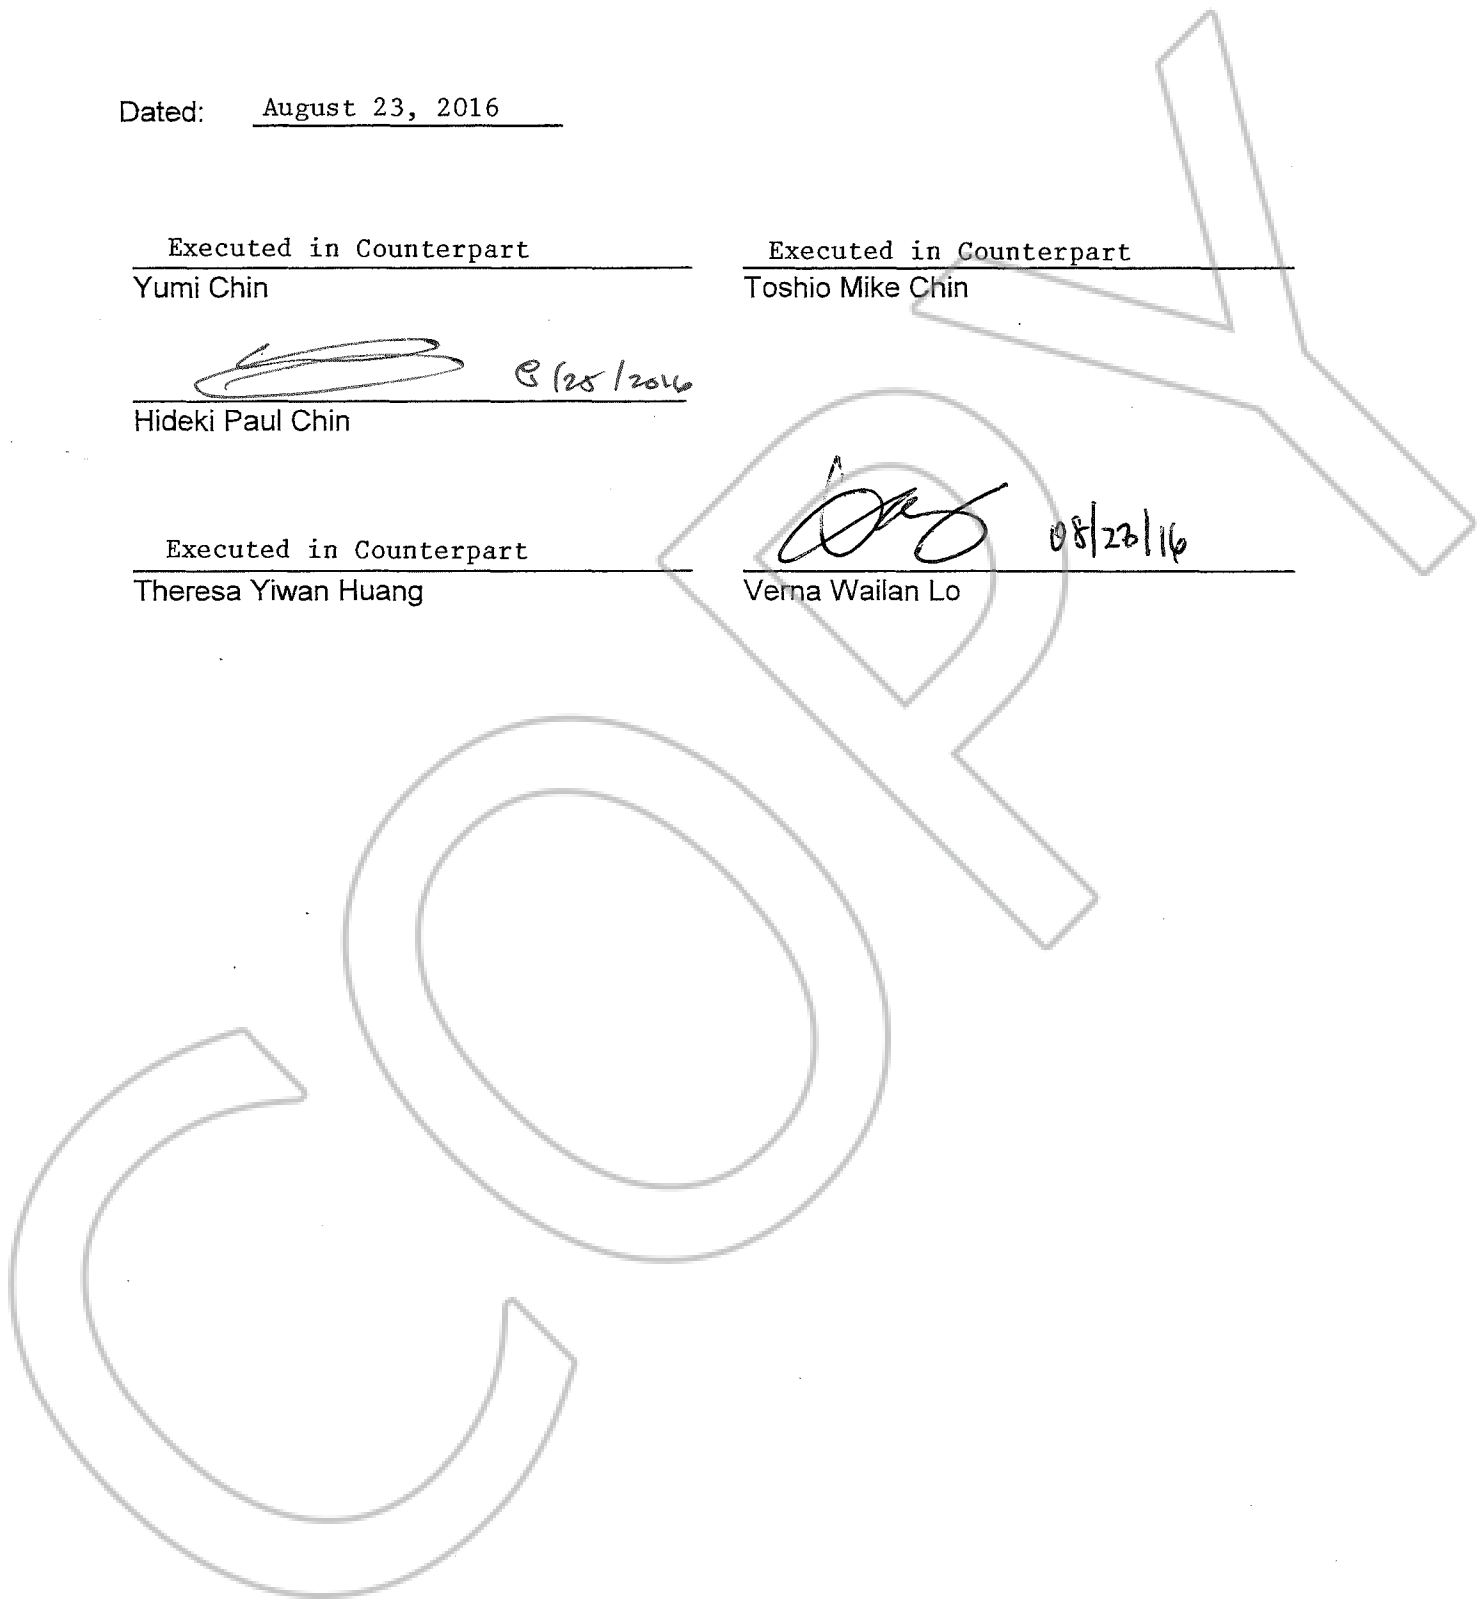 Dated: August 23, 2016
Executed in Counterpart Executed in Counterpart
Yumi Chin Toshio Mike Chin
8/25/2016
Hideki Paul Chin
08/23/16
Executed in Counterpart
Theresa Yiwan Huang Verna Wailan Lo
COPY